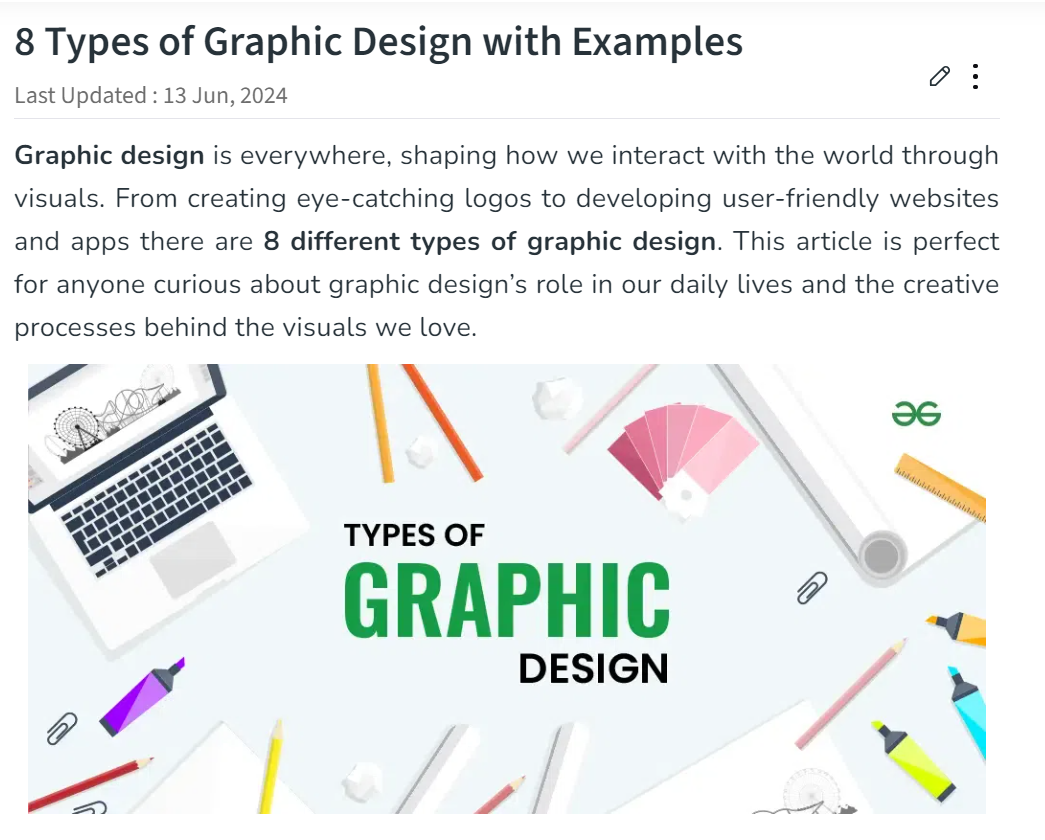 8 Types of Graphic Design with Examples
Last Updated : 13 Jun, 2024
Graphic design is everywhere, shaping how we interact with the world through
visuals. From creating eye-catching logos to developing user-friendly websites
and apps there are 8 different types of graphic design. This article is perfect
for anyone curious about graphic design’s role in our daily lives and the creative
processes behind the visuals we love.
TYPES OF
GRAPHIC
DESIGN